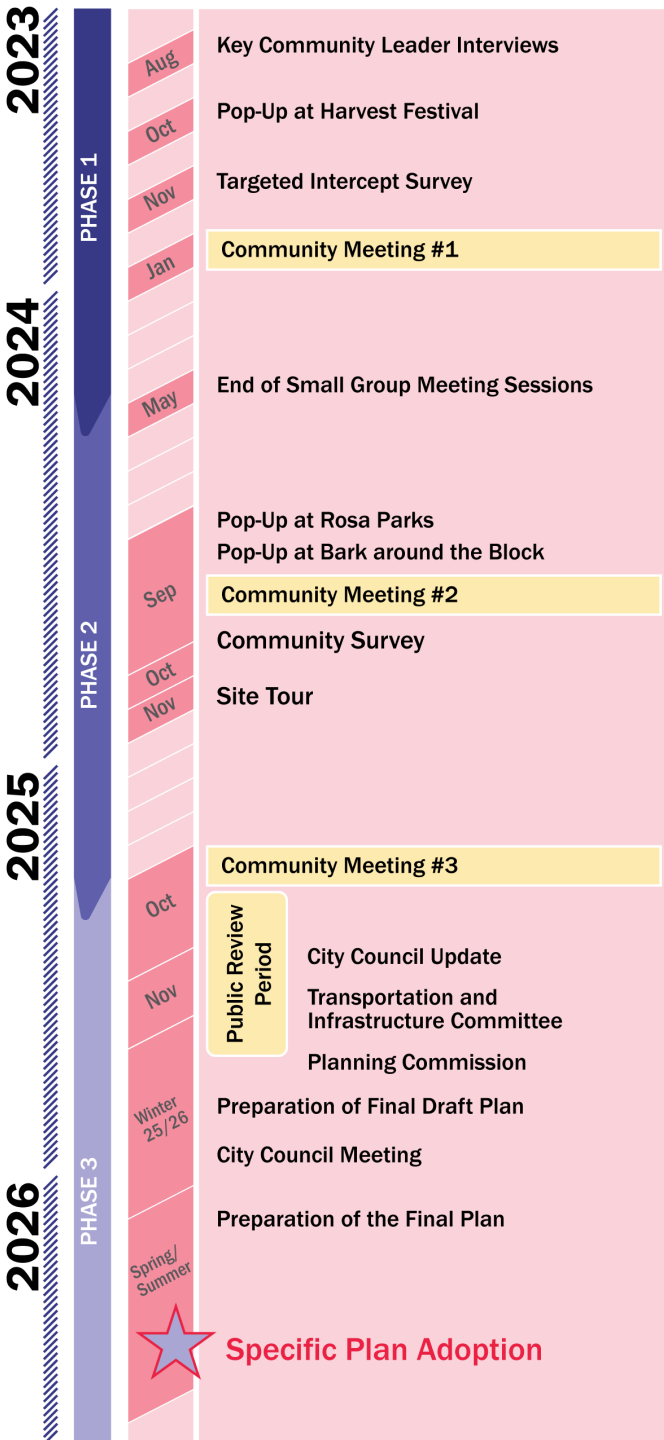 2023
PHASE 1
Aug
Key Community Leader Interviews
Oct
Pop-Up at Harvest Festival
Nov
Targeted Intercept Survey
Jan
Community Meeting #1
2024
May
End of Small Group Meeting Sessions
PHASE 2
Sep
Pop-Up at Rosa Parks
Pop-Up at Bark around the Block
Community Meeting #2
Community Survey
Oct
Nov
Site Tour
2025
Community Meeting #3
Oct
Public Review
Period
City Council Update
Nov
Transportation and
Infrastructure Committee
Planning Commission
PHASE 3
Winter
25/26
Preparation of Final Draft Plan
City Council Meeting
2026
Preparation of the Final Plan
Spring/
Summer
Specific Plan Adoption